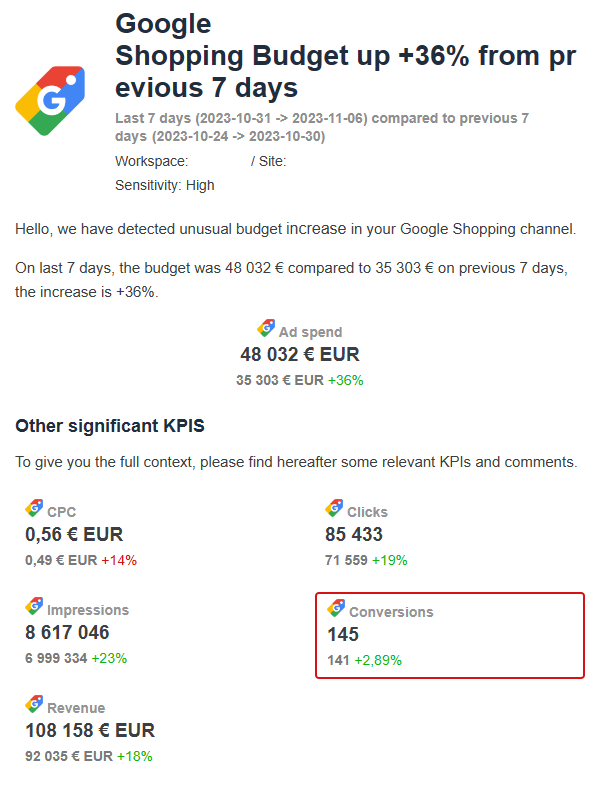 Google
Shopping Budget up +36% from pr
evious 7 days
Last 7 days (2023-10-31 -> 2023-11-06) compared to previous 7
days (2023-10-24 -> 2023-10-30)
Workspace: / Site:
Sensitivity: High
Hello, we have detected unusual budget increase in your Google Shopping channel.
On last 7 days, the budget was 48 032 € compared to 35 303 € on previous 7 days,
the increase is +36%.
Ad spend
48 032 € EUR
35 303 € EUR +36%
Other significant KPIS
To give you the full context, please find hereafter some relevant KPIs and comments.
CPC
0,56 € EUR
0,49 € EUR +14%
Clicks
85 433
71 559 +19%
Impressions
8 617 046
6 999 334 +23%
Conversions
145
141 +2,89%
Revenue
108 158 € EUR
92 035 € EUR +18%